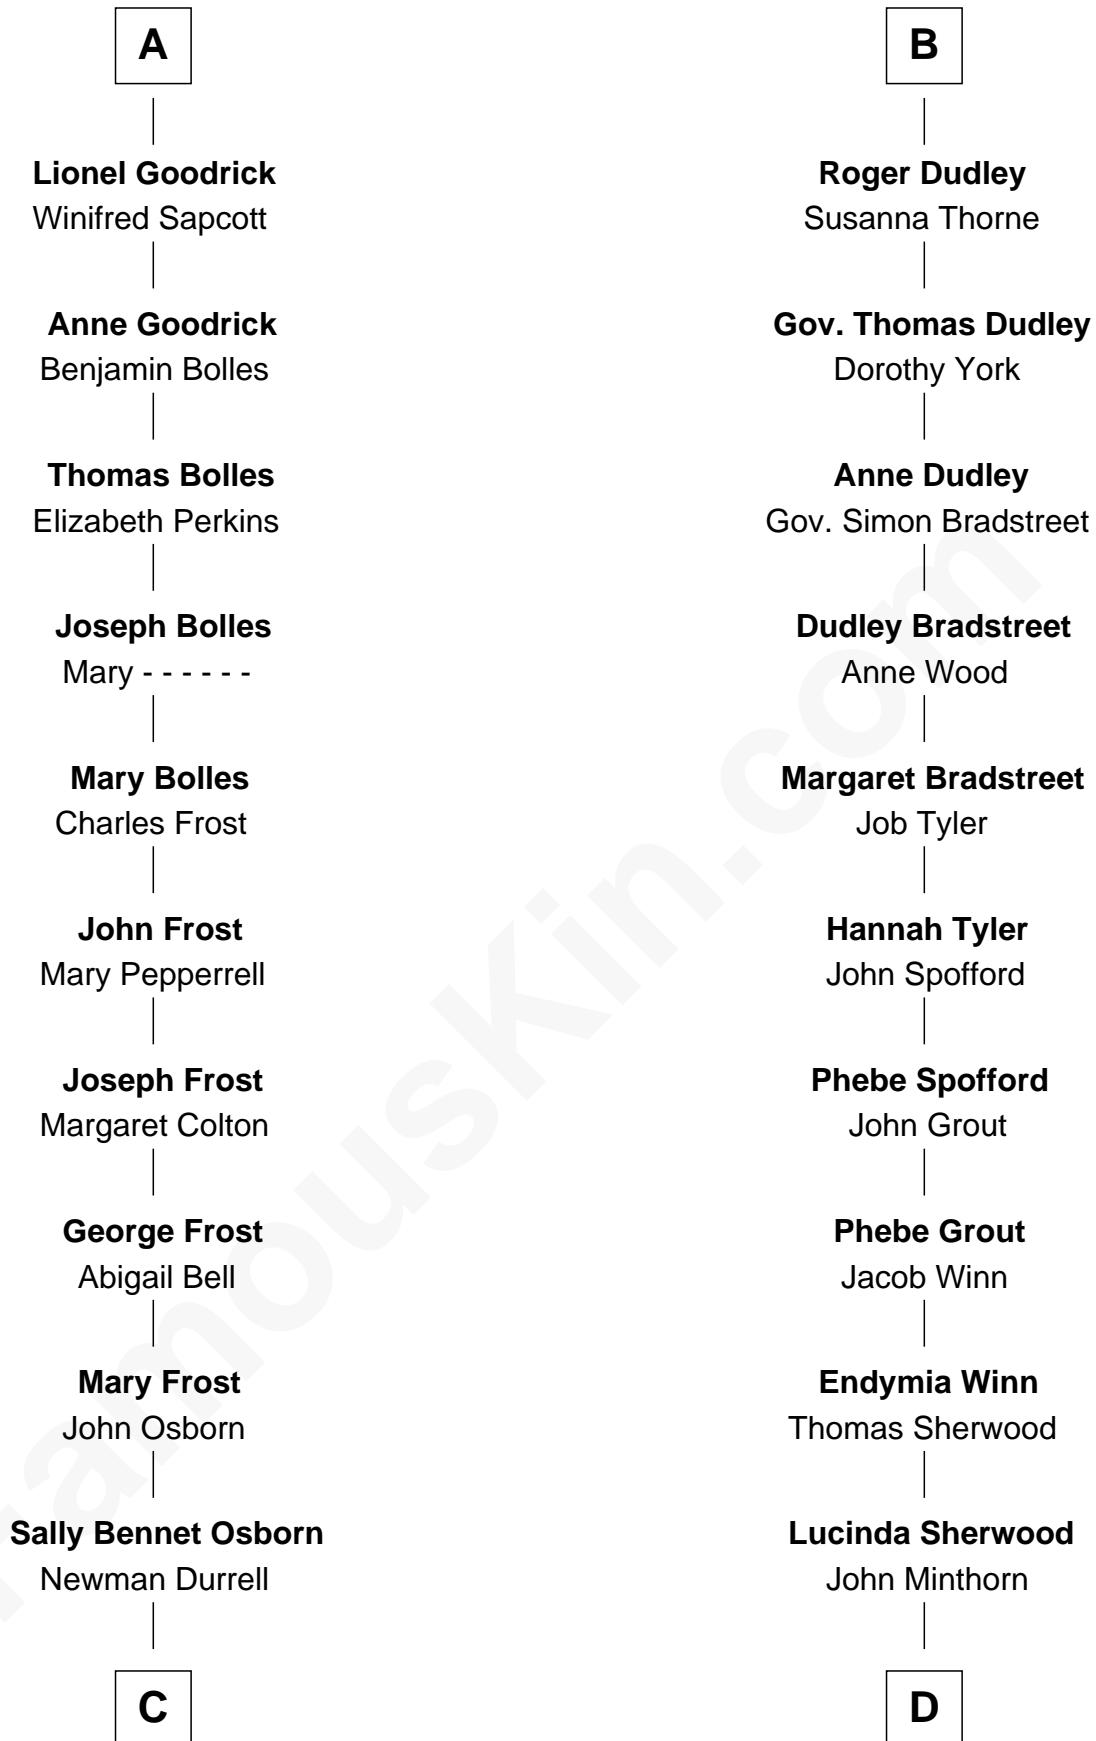 A
Lionel Goodrick
Winifred Sapcott
Anne Goodrick
Benjamin Bolles
Thomas Bolles
Elizabeth Perkins
Joseph Bolles
Mary - - - - - -
Mary Bolles
Charles Frost
John Frost
Mary Pepperrell
Joseph Frost
Margaret Colton
George Frost
Abigail Bell
Mary Frost
John Osborn
Sally Bennet Osborn
Newman Durrell
C
B
Roger Dudley
Susanna Thorne
Gov. Thomas Dudley
Dorothy York
Anne Dudley
Gov. Simon Bradstreet
Dudley Bradstreet
Anne Wood
Margaret Bradstreet
Job Tyler
Hannah Tyler
John Spofford
Phebe Spofford
John Grout
Phebe Grout
Jacob Winn
Endymia Winn
Thomas Sherwood
Lucinda Sherwood
John Minthorn
D
FamousKin.com